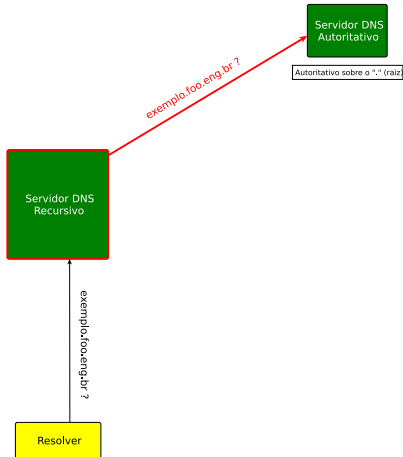 Servidor DNS
Autoritativo
Autoritativo sobre o "." (raiz)
exemplo.foo.eng.br ?
Servidor DNS
Recursivo
exemplo.foo.eng.br ?
Resolver